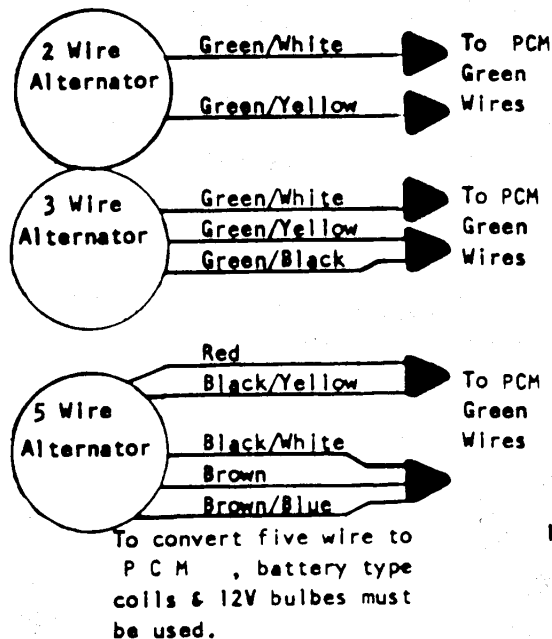 2 Wire
Alternator
Green/White
Green/Yellow
To PCM
Green
Wires
3 Wire
Alternator
Green/White
Green/Yellow
Green/Black
To PCM
Green
Wires
5 Wire
Alternator
Red
Black/Yellow
Black/White
Brown
Brown/Blue
To PCM
Green
Wires
To convert five wire to
P C M , battery type
coils & 12V bulbes must
be used.